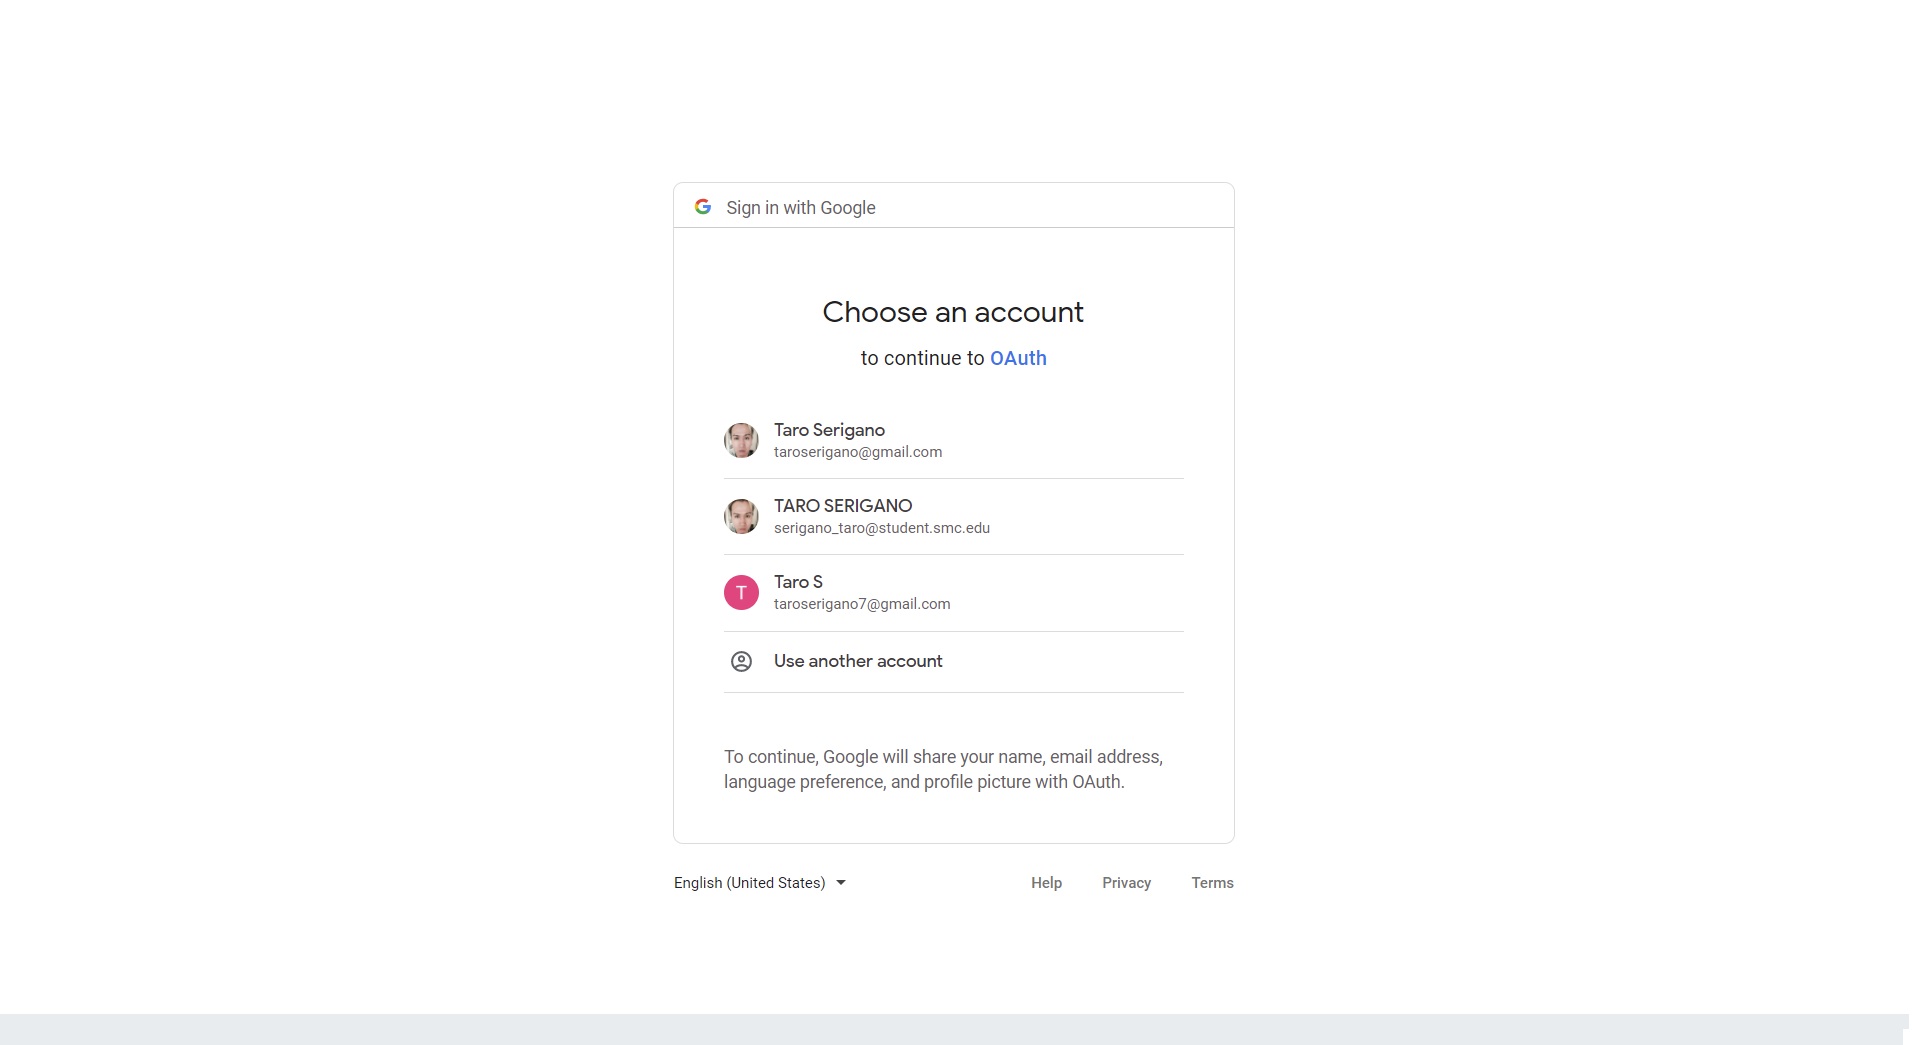 Sign in with Google
Choose an account
to continue to OAuth
Taro Serigano
taroserigano@gmail.com
TARO SERIGANO
serigano_taro@student.smc.edu
T
Taro S
taroserigano7@gmail.com
Use another account
To continue, Google will share your name, email address,
language preference, and profile picture with OAuth.
English (United States)
Help Privacy Terms